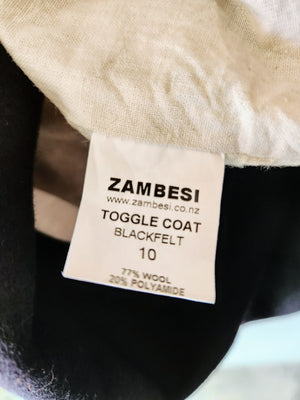 ZAMBESI
www.zambesi.co.nz
TOGGLE COAT
BLACKFELT
10
77% WOOL
20% POLYAMIDE